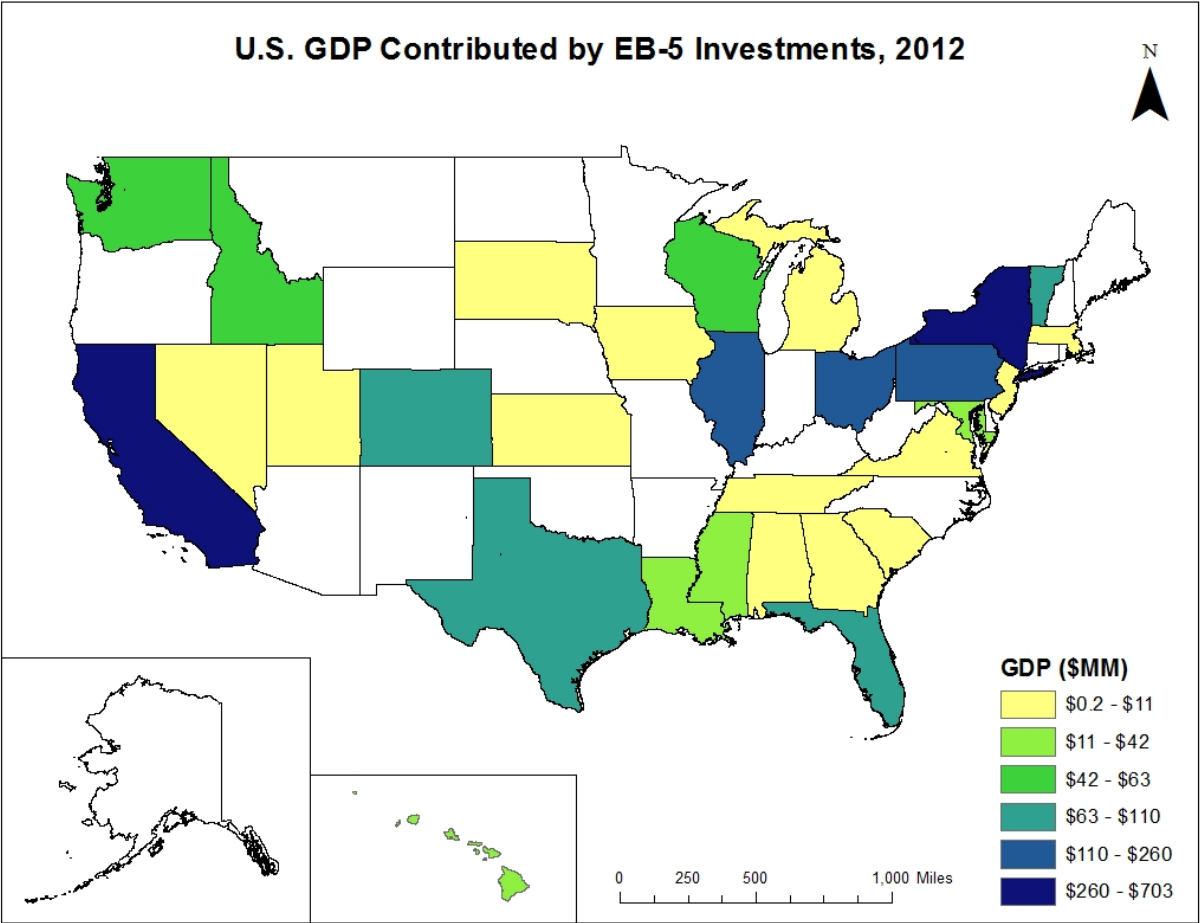 U.S. GDP Contributed by EB-5 Investments, 2012
N
GDP ($MM)
$0.2 - $11
$11 - $42
$42 - $63
$63 - $110
$110 - $260
$260 - $703
0 250 500 1,000 Miles